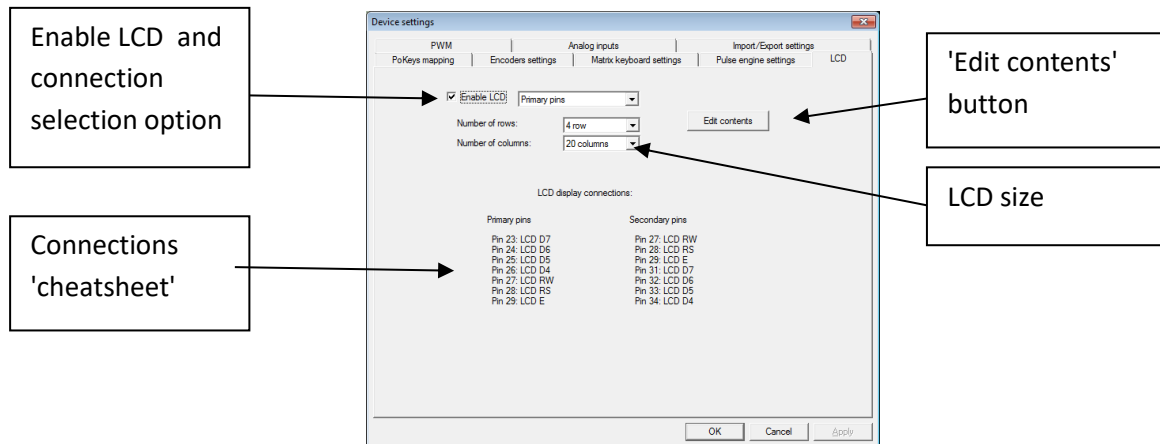 Enable LCD and
connection
selection option
Connections
'cheatsheet'
Device settings
PWM Analog inputs Import/Export settings
PoKeys mapping Encoders settings Matrix keyboard settings Pulse engine settings LCD
Enable LCD Primary pins
Number of rows: 4 row Edit contents
Number of columns: 20 columns
LCD display connections:
Primary pins Secondary pins
Pin 23: LCD D7 Pin 27: LCD RW
Pin 24: LCD D6 Pin 28: LCD RS
Pin 25: LCD D5 Pin 29: LCD E
Pin 26: LCD D4 Pin 31: LCD D7
Pin 27: LCD RW Pin 32: LCD D6
Pin 28: LCD RS Pin 33: LCD D5
Pin 29: LCD E Pin 34: LCD D4
OK Cancel Apply
'Edit contents'
button
LCD size